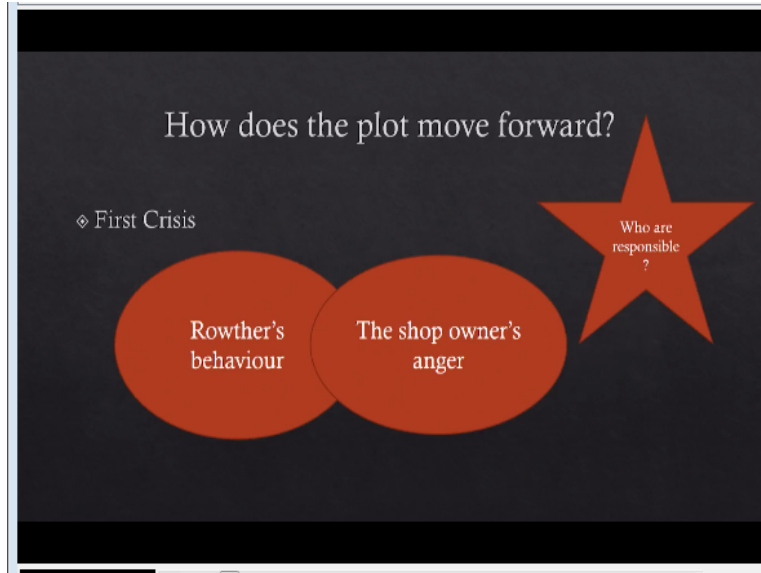 How does the plot move forward?
First Crisis
Who are
responsible
?
Rowther's
behaviour
The shop owner's
anger